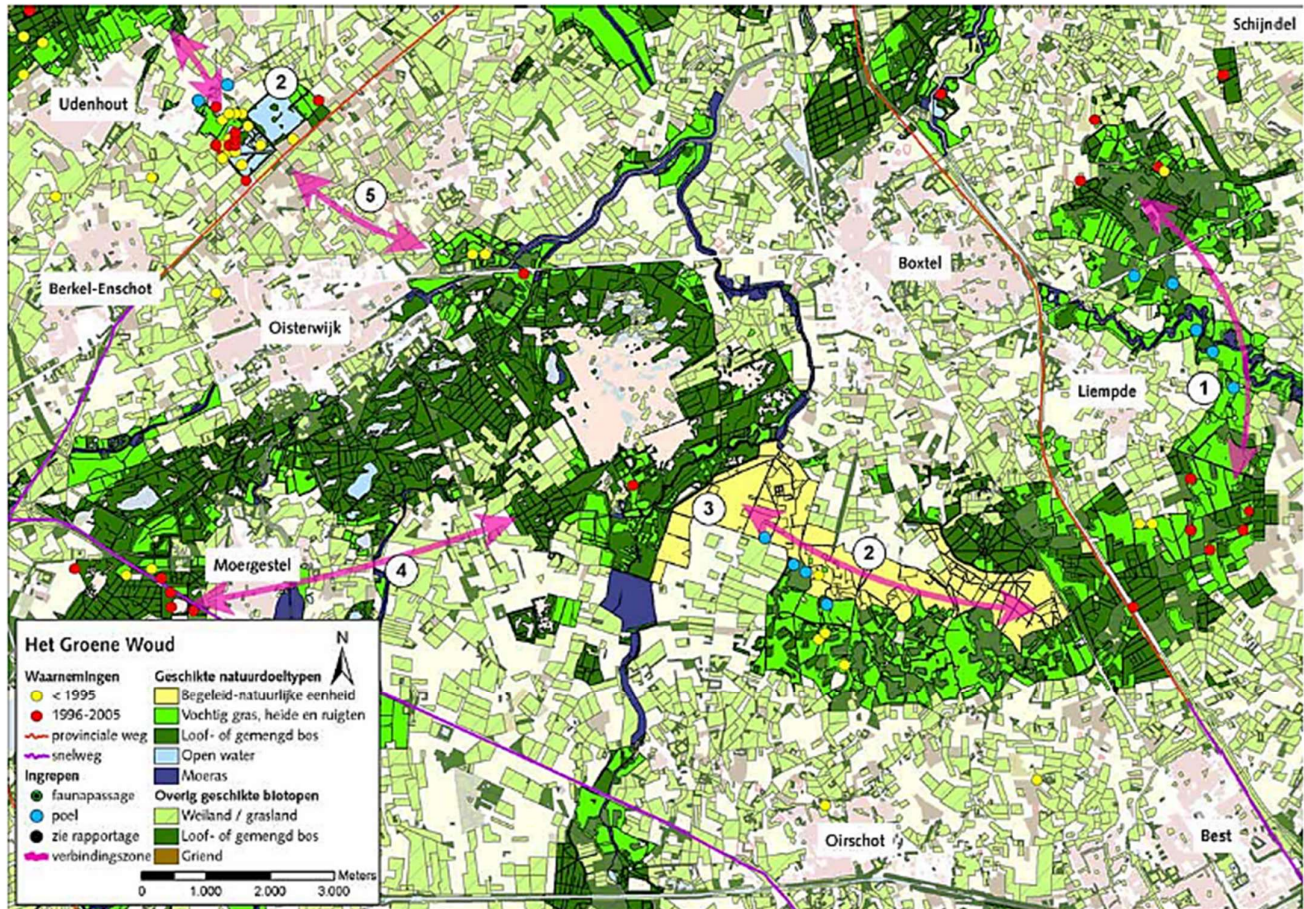 Schijndel
Udenhout
2
5
Berkel-Enschot
Oisterwijk
Boxtel
Liempde
1
3
2
4
Moergestel
Het Groene Woud
N
Waarnemingen
< 1995
1996-2005
provinciale weg
snelweg
Ingrepen
faunapassage
poel
zie rapportage
verbindingszone
Geschikte natuurdoeltypen
Begeleid-natuurlijke eenheid
Vochtig gras, heide en ruigten
Loof- of gemengd bos
Open water
Moeras
Overig geschikte biotopen
Weiland / grasland
Loof- of gemengd bos
Griend
Meters
0 1.000 2.000 3.000
Oirschot
Best